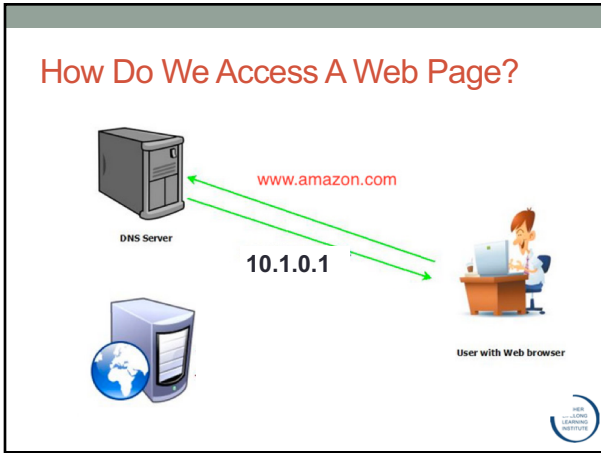 How Do We Access A Web Page?
www.amazon.com
DNS Server
10.1.0.1
User with Web browser
LEARNING
INSTITUTE